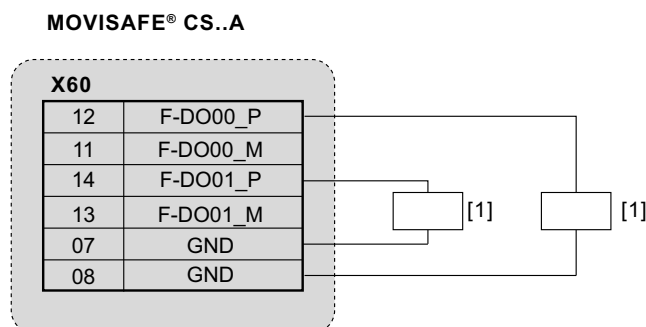 MOVISAFE® CS..A
X60
12 F-DO00_P
11 F-DO00_M
14 F-DO01_P
13 F-DO01_M
07 GND
08 GND
[1]
[1]